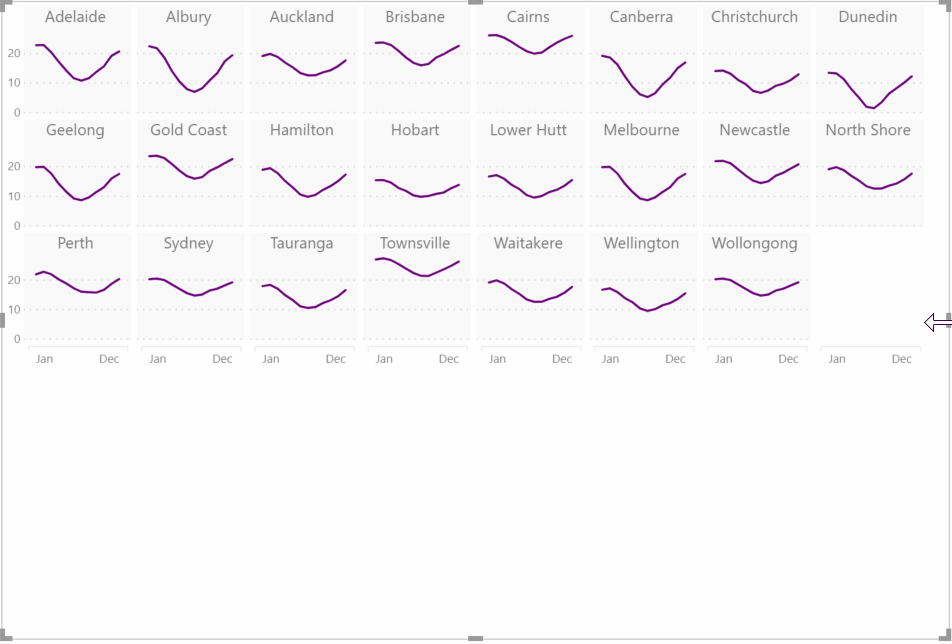 Adelaide Albury Auckland Brisbane Cairns Canberra Christchurch Dunedin
20
10
0
Geelong Gold Coast Hamilton Hobart Lower Hutt Melbourne Newcastle North Shore
20
10
0
Perth Sydney Tauranga Townsville Waitakere Wellington Wollongong
20
10
0
Jan Dec Jan Dec Jan Dec Jan Dec Jan Dec Jan Dec Jan Dec Jan Dec